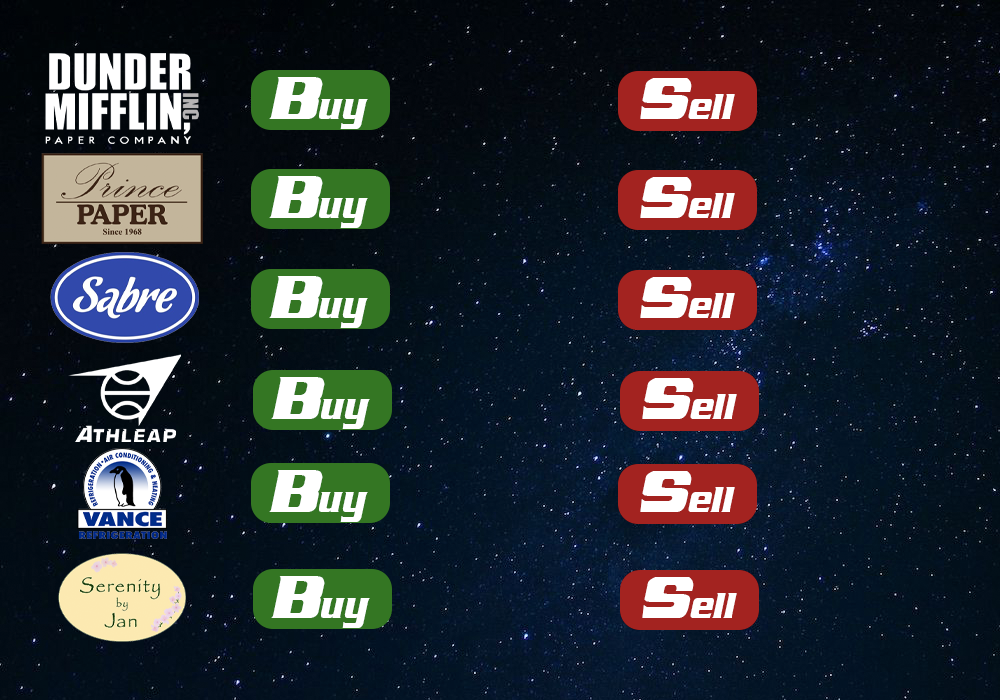 DUNDER
MIFFLIN, INC
PAPER COMPANY
Buy
Sell
Prince
PAPER
Since 1968
Buy
Sell
Sabre
Buy
Sell
ATHLEAP
Buy
Sell
REFRIGERATION • AIR CONDITIONING & HEATING
VANCE
REFRIGERATION
Buy
Sell
Serenity
by
Jan
Buy
Sell